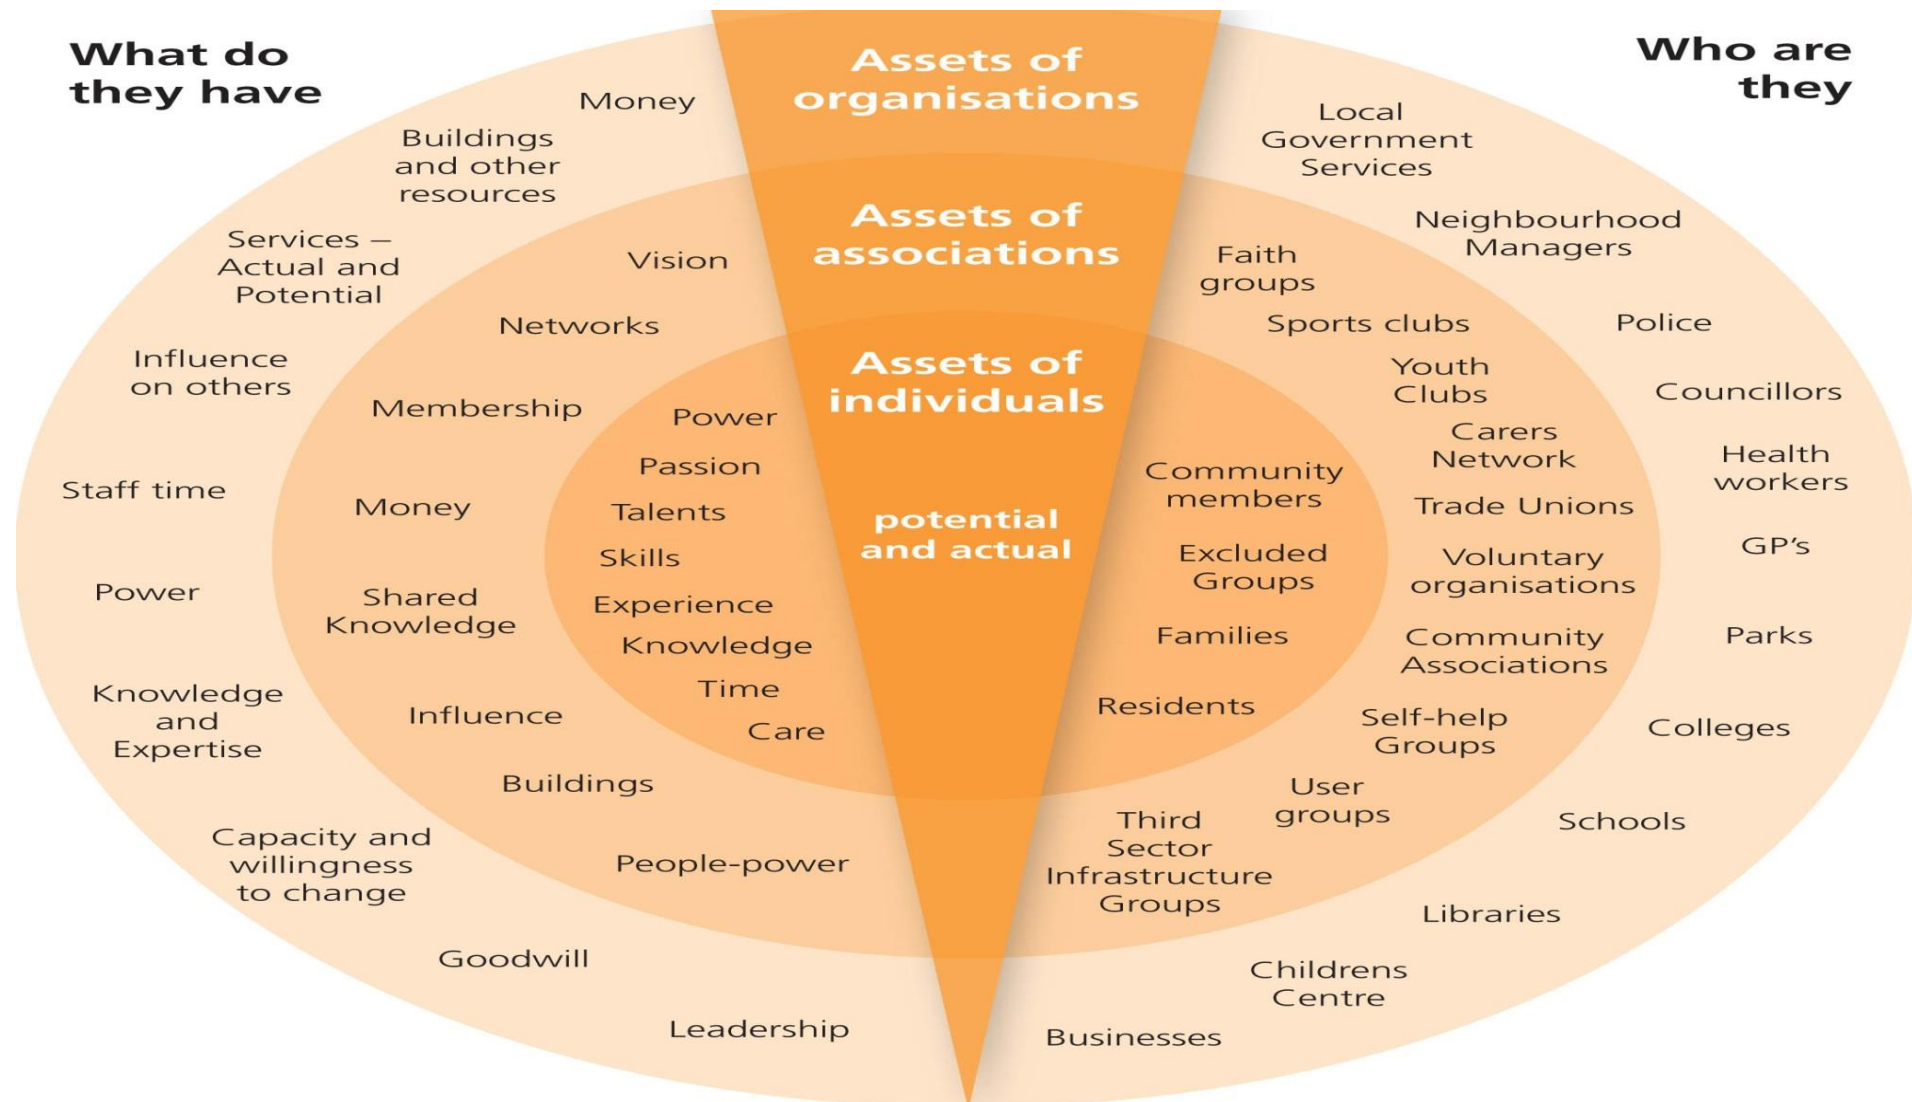 What do
they have
Money
Buildings
and other
resources
Services –
Actual and
Potential
Influence
on others
Staff time
Power
Knowledge
and
Expertise
Capacity and
willingness
to change
Goodwill
Leadership
Vision
Networks
Membership
Money
Shared
Knowledge
Influence
Buildings
People-power
Power
Passion
Talents
Skills
Experience
Knowledge
Time
Care
Assets of
organisations
Assets of
associations
Assets of
individuals
potential
and actual
Who are
they
Community
members
Excluded
Groups
Families
Residents
Faith
groups
Sports clubs
Youth
Clubs
Carers
Network
Trade Unions
Voluntary
organisations
Community
Associations
Self-help
Groups
User
groups
Third
Sector
Infrastructure
Groups
Local
Government
Services
Neighbourhood
Managers
Police
Councillors
Health
workers
GP’s
Parks
Colleges
Schools
Libraries
Childrens
Centre
Businesses